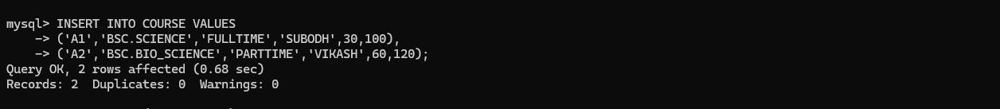 mysql> INSERT INTO COURSE VALUES
    -> ('A1','BSC.SCIENCE','FULLTIME','SUBODH',30,100),
    -> ('A2','BSC.BIO_SCIENCE','PARTTIME','VIKASH',60,120);
Query OK, 2 rows affected (0.68 sec)
Records: 2  Duplicates: 0  Warnings: 0